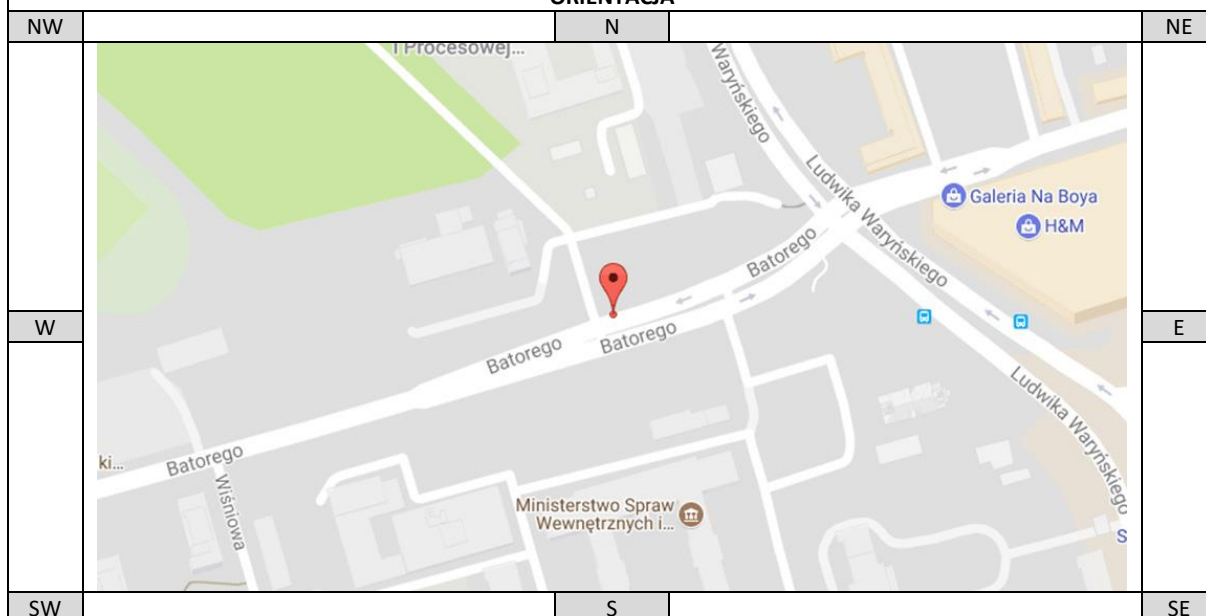 ORIENTACJA
NW
N
NE
i Procesowej...
Waryńskiego
Ludwika Waryńskiego
Galeria Na Boya
H&M
Batorego
W
E
Batorego
Batorego
Ludwika Waryńskiego
ki...
Batorego
Wiśniowa
Ministerstwo Spraw
Wewnętrznych i...
S
SW
S
SE